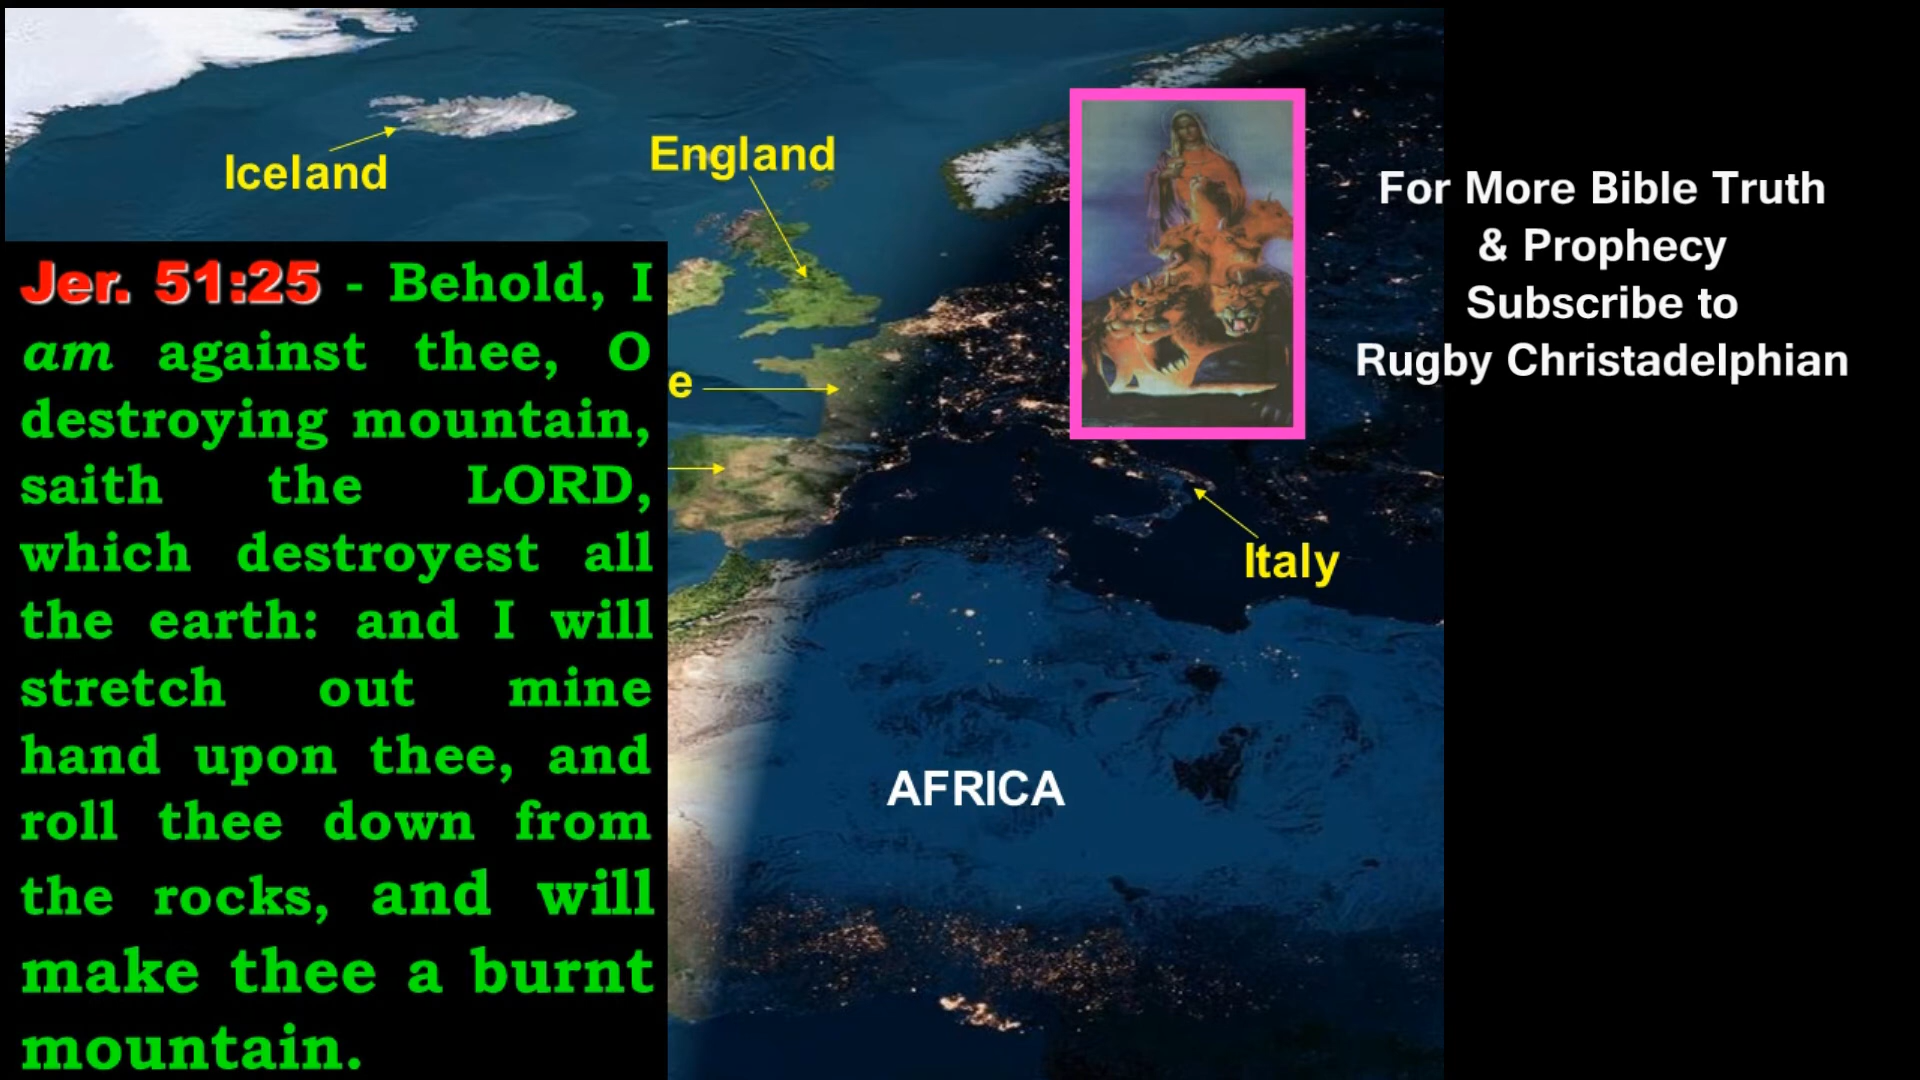 Iceland
England
For More Bible Truth
& Prophecy
Subscribe to
Rugby Christadelphian
Jer. 51:25 - Behold, I
am against thee, O
destroying mountain,
saith the LORD,
which destroyest all
the earth: and I will
stretch out mine
hand upon thee, and
roll thee down from
the rocks, and will
make thee a burnt
mountain.
e
Italy
AFRICA